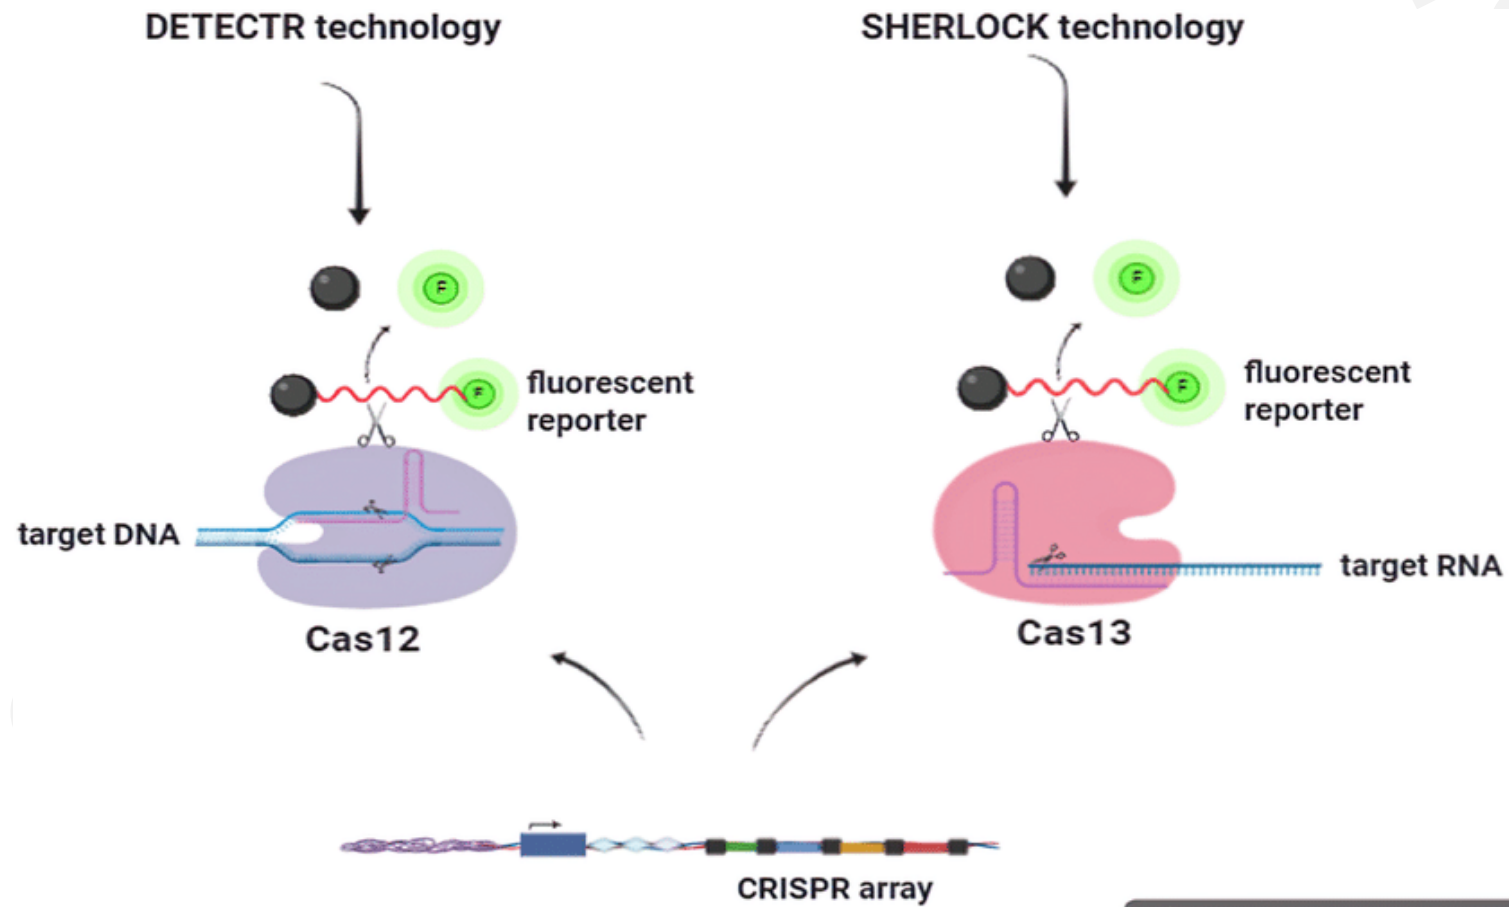 DETECTR technology
SHERLOCK technology
F
F
F
fluorescent
reporter
F
fluorescent
reporter
target DNA
target RNA
Cas12
Cas13
CRISPR array